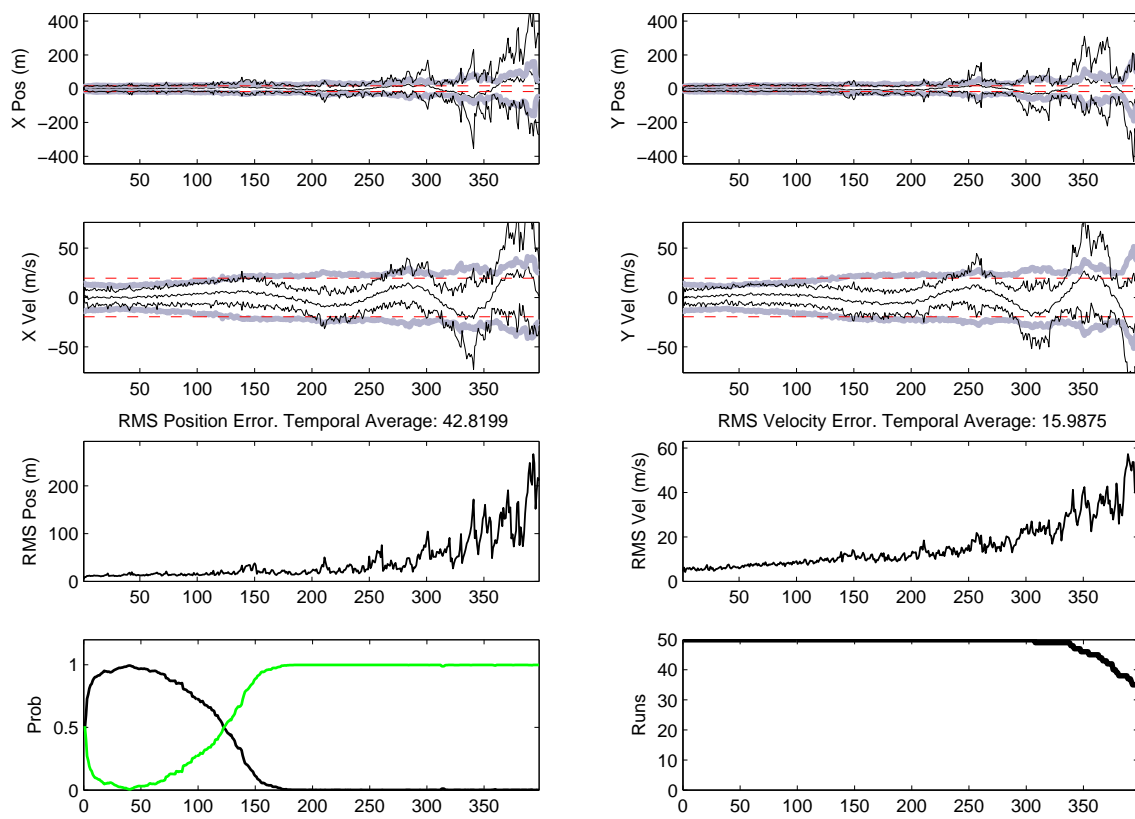 X Pos (m)
400
200
0
−200
−400
50 100 150 200 250 300 350
Y Pos (m)
400
200
0
−200
−400
50 100 150 200 250 300 350
X Vel (m/s)
50
0
−50
50 100 150 200 250 300 350
Y Vel (m/s)
50
0
−50
50 100 150 200 250 300 350
RMS Position Error. Temporal Average: 42.8199
RMS Pos (m)
200
100
0
50 100 150 200 250 300 350
RMS Velocity Error. Temporal Average: 15.9875
RMS Vel (m/s)
60
40
20
0
50 100 150 200 250 300 350
Prob
1
0.5
0
0 50 100 150 200 250 300 350
Runs
50
40
30
20
10
0
0 50 100 150 200 250 300 350